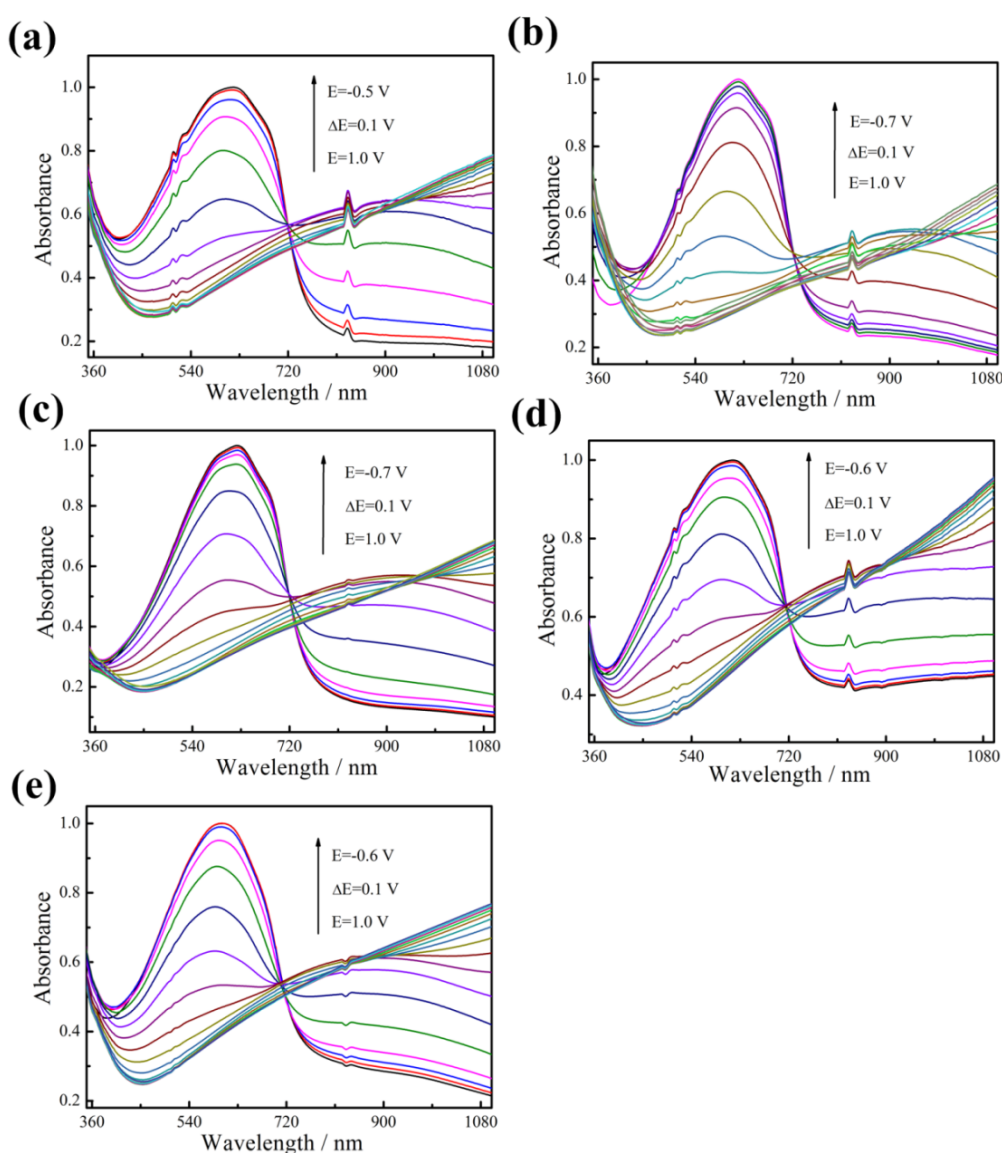 (a)
1.0
0.8
0.6
0.4
0.2
Absorbance
E=-0.5 V
ΔE=0.1 V
E=1.0 V
360 540 720 900 1080
Wavelength / nm
(b)
1.0
0.8
0.6
0.4
0.2
Absorbance
E=-0.7 V
ΔE=0.1 V
E=1.0 V
360 540 720 900 1080
Wavelength / nm
(c)
1.0
0.8
0.6
0.4
0.2
Absorbance
E=-0.7 V
ΔE=0.1 V
E=1.0 V
360 540 720 900 1080
Wavelength / nm
(d)
1.0
0.8
0.6
0.4
Absorbance
E=-0.6 V
ΔE=0.1 V
E=1.0 V
360 540 720 900 1080
Wavelength / nm
(e)
1.0
0.8
0.6
0.4
0.2
Absorbance
E=-0.6 V
ΔE=0.1 V
E=1.0 V
360 540 720 900 1080
Wavelength / nm